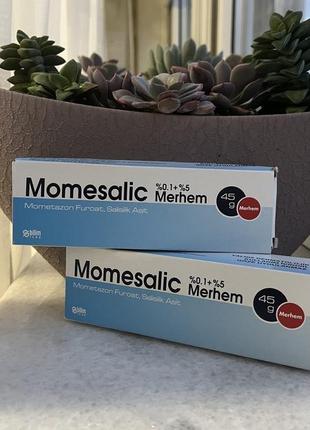 Momesalic %0.1+%5 Merhem
Mometazon Furoat, Salisilik Asit
45 g
Merhem
bilim
Momesalic %0.1+%5 Merhem
Mometazon Furoat, Salisilik Asit
45 g
Merhem
bilim